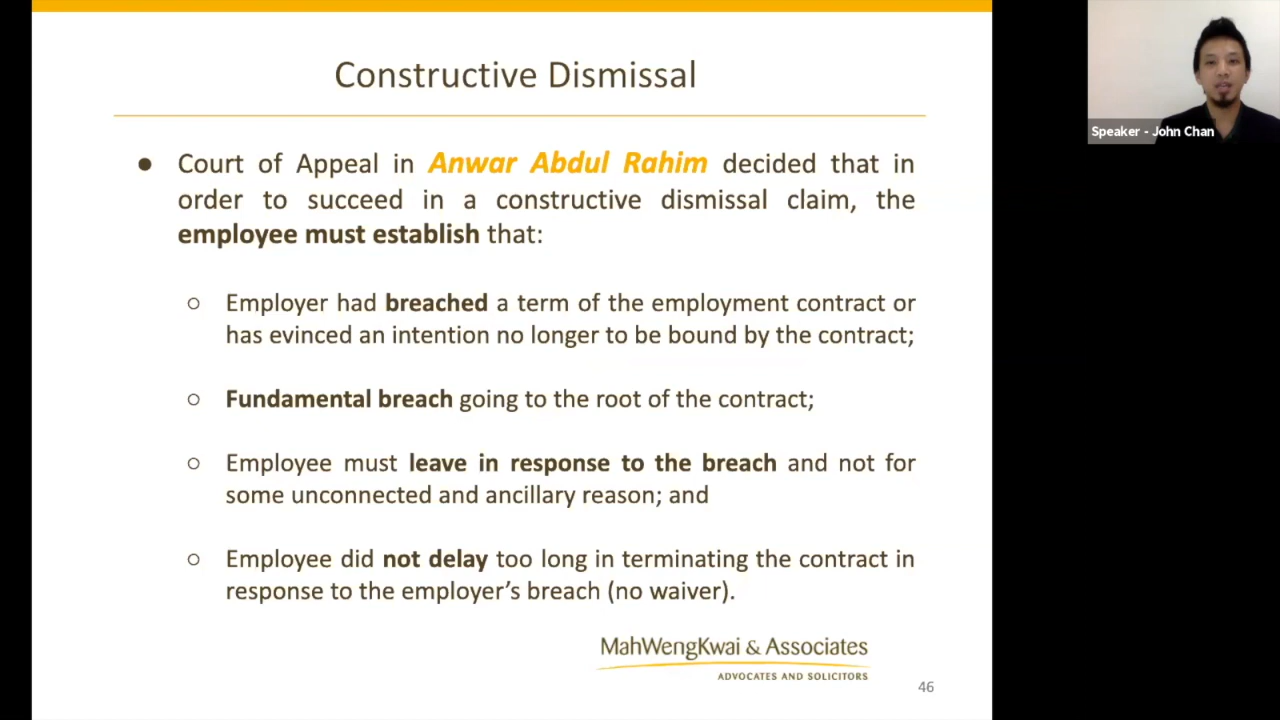 Constructive Dismissal
● Court of Appeal in Anwar Abdul Rahim decided that in
order to succeed in a constructive dismissal claim, the
employee must establish that:
○ Employer had breached a term of the employment contract or
has evinced an intention no longer to be bound by the contract;
○ Fundamental breach going to the root of the contract;
○ Employee must leave in response to the breach and not for
some unconnected and ancillary reason; and
○ Employee did not delay too long in terminating the contract in
response to the employer’s breach (no waiver).
MahWengKwai & Associates
ADVOCATES AND SOLICITORS
46
Speaker - John Chan